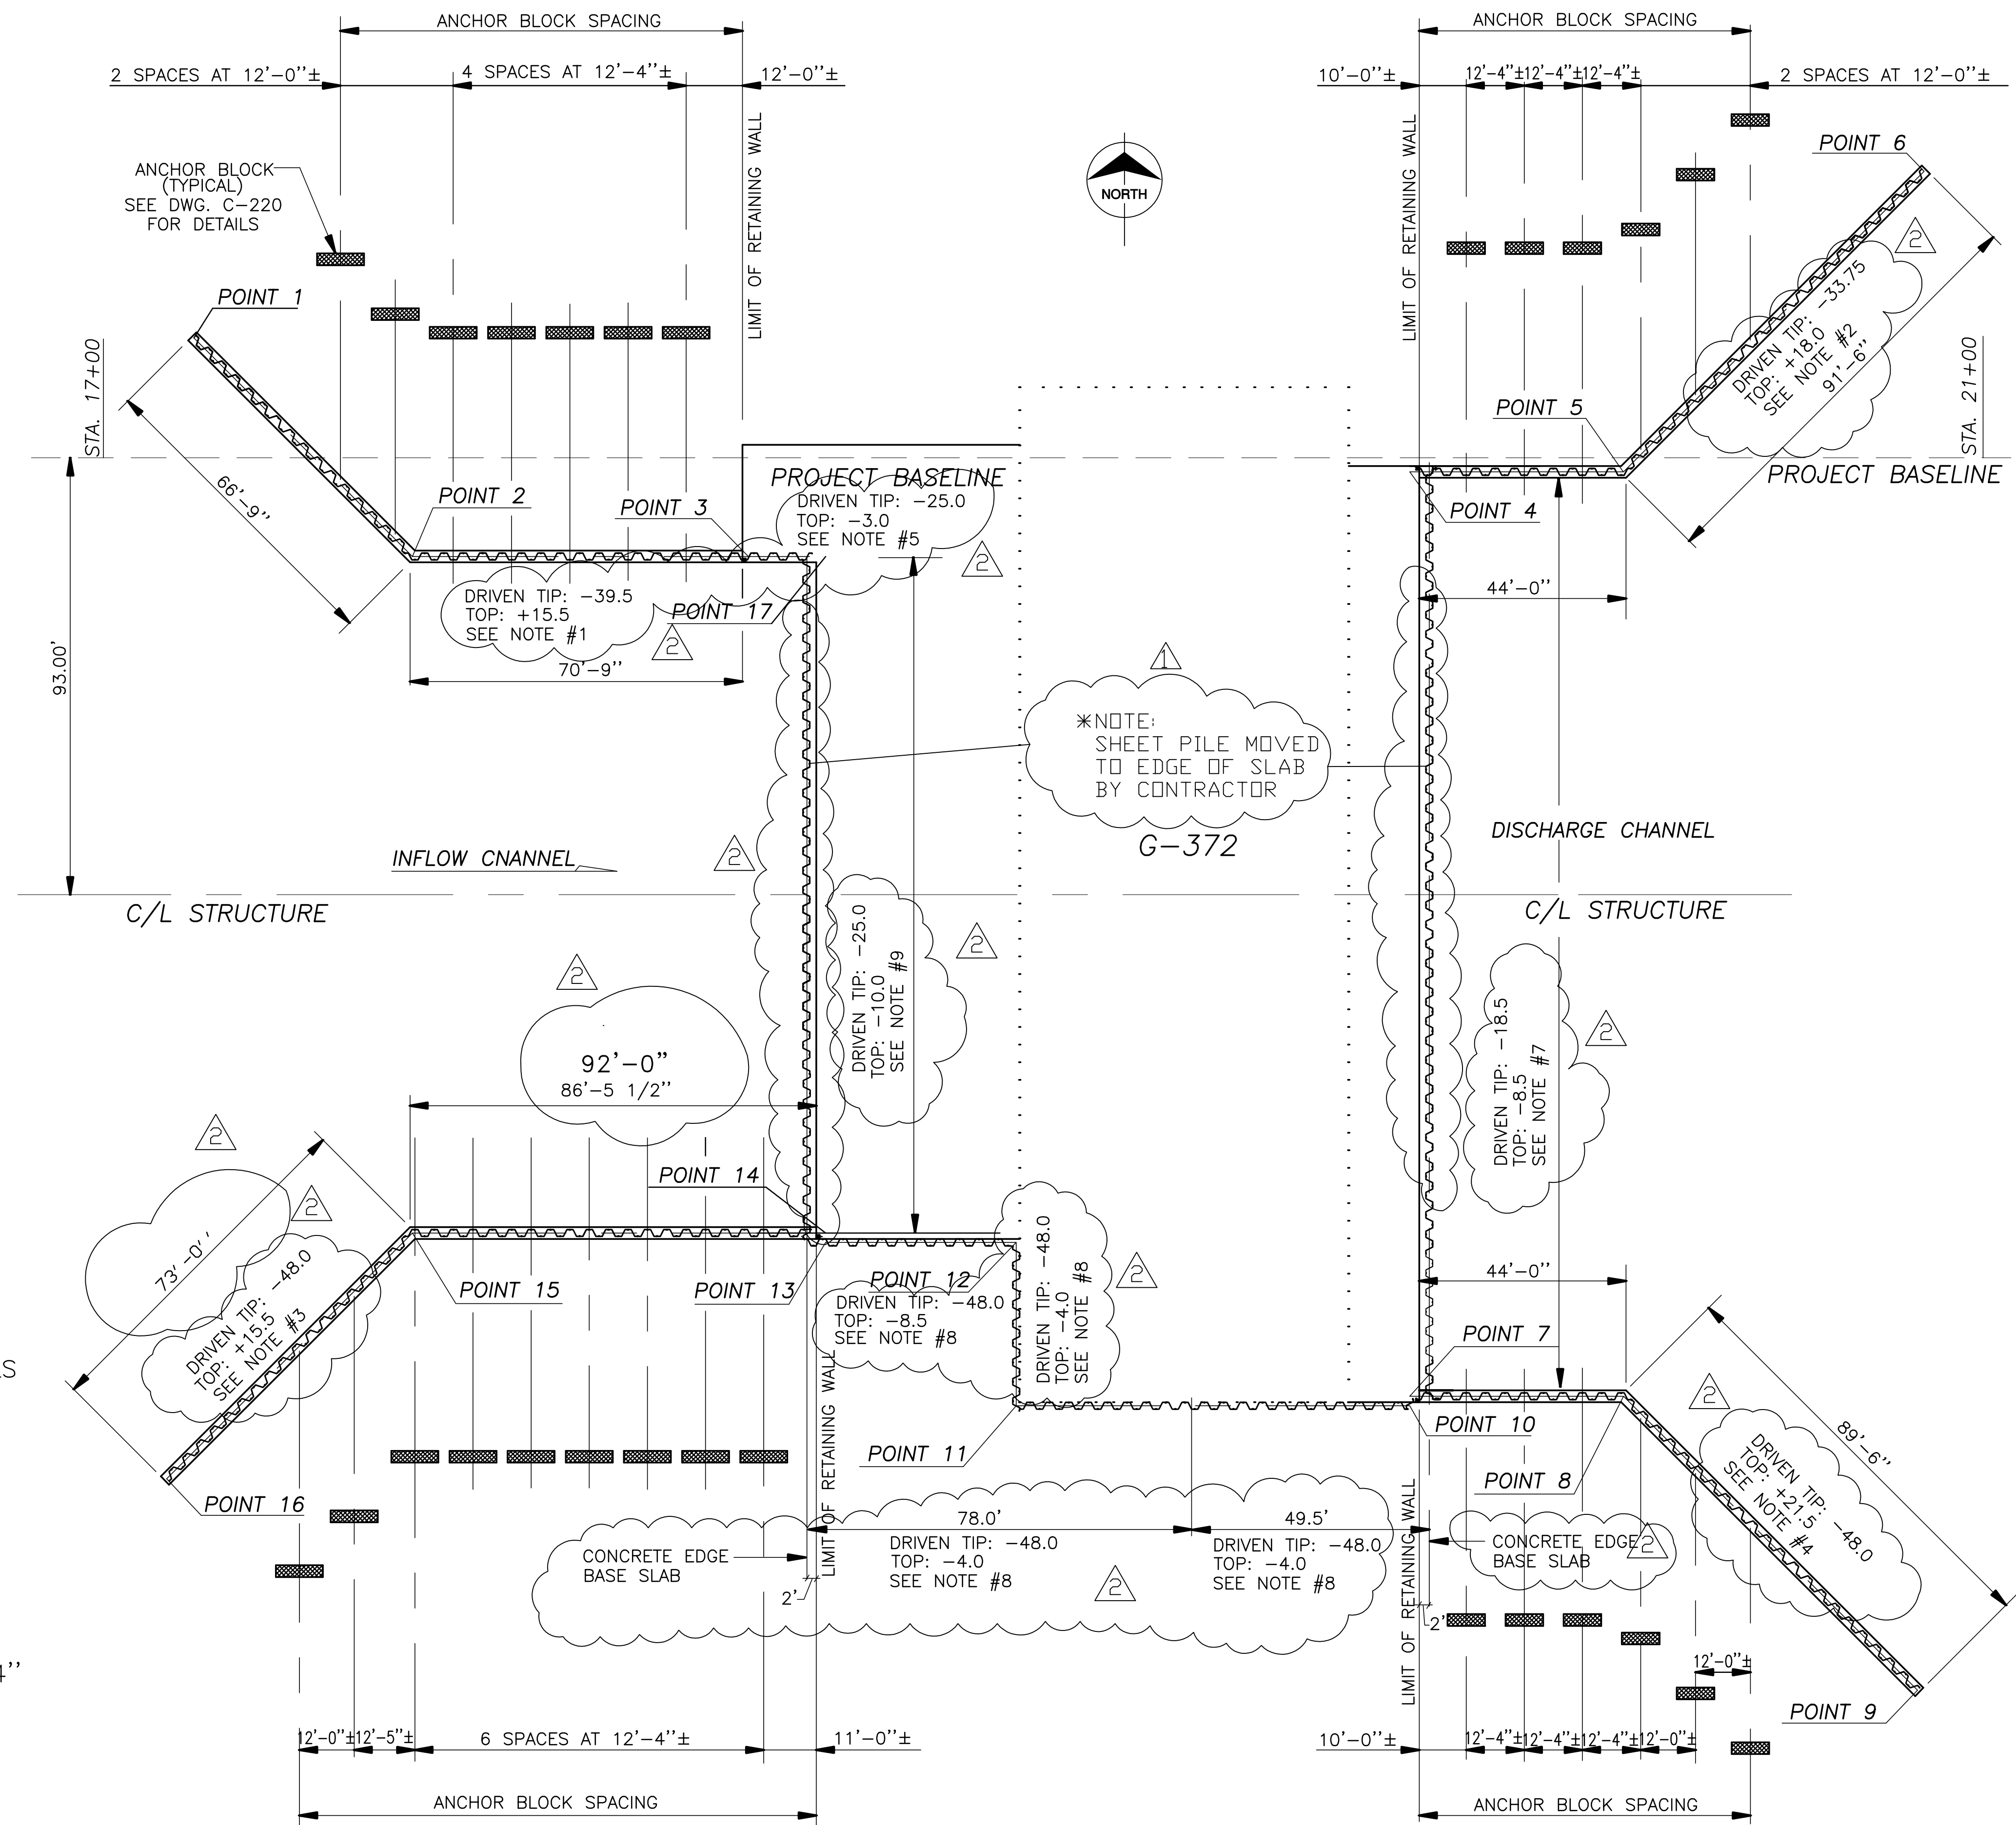 ANCHOR BLOCK SPACING
ANCHOR BLOCK SPACING
2 SPACES AT 12'-0"±
4 SPACES AT 12'-4"±
12'-0"±
10'-0"±
12'-4"±
12'-4"±
12'-4"±
2 SPACES AT 12'-0"±
LIMIT OF RETAINING WALL
LIMIT OF RETAINING WALL
ANCHOR BLOCK
(TYPICAL)
SEE DWG. C-220
FOR DETAILS
NORTH
POINT 6
POINT 1
2
STA. 17+00
DRIVEN TIP: -33.75
TOP: +18.0
SEE NOTE #2
91'-6"
STA. 21+00
POINT 5
66'-9"
POINT 2
POINT 3
PROJECT BASELINE
DRIVEN TIP: -25.0
TOP: -3.0
SEE NOTE #5
2
POINT 4
PROJECT BASELINE
DRIVEN TIP: -39.5
TOP: +15.5
SEE NOTE #1
2
POINT 17
70'-9"
44'-0"
93.00'
1
*NOTE:
SHEET PILE MOVED
TO EDGE OF SLAB
BY CONTRACTOR
G-372
DISCHARGE CHANNEL
2
INFLOW CNANNEL
C/L STRUCTURE
C/L STRUCTURE
DRIVEN TIP: -25.0
TOP: -10.0
SEE NOTE #9
2
2
92'-0"
86'-5 1/2"
DRIVEN TIP: -18.5
TOP: -8.5
SEE NOTE #7
2
2
POINT 14
2
73'-0''
DRIVEN TIP: -48.0
TOP: +15.5
SEE NOTE #3
POINT 15
POINT 13
POINT 12
DRIVEN TIP: -48.0
TOP: -8.5
SEE NOTE #8
DRIVEN TIP: -48.0
TOP: -4.0
SEE NOTE #8
2
44'-0"
POINT 7
S
LIMIT OF RETAINING WALL
POINT 11
POINT 10
POINT 8
2
89'-6"
DRIVEN TIP: -48.0
TOP: +21.5
SEE NOTE #4
POINT 16
78.0'
49.5'
DRIVEN TIP: -48.0
TOP: -4.0
SEE NOTE #8
DRIVEN TIP: -48.0
TOP: -4.0
SEE NOTE #8
2
CONCRETE EDGE
BASE SLAB
2'
LIMIT OF RETAINING WALL
CONCRETE EDGE
BASE SLAB
2
2'
4"
12'-0"±
POINT 9
12'-0"±
12'-5"±
6 SPACES AT 12'-4"±
11'-0"±
10'-0"±
12'-4"±
12'-4"±
12'-4"±
12'-0"±
ANCHOR BLOCK SPACING
ANCHOR BLOCK SPACING